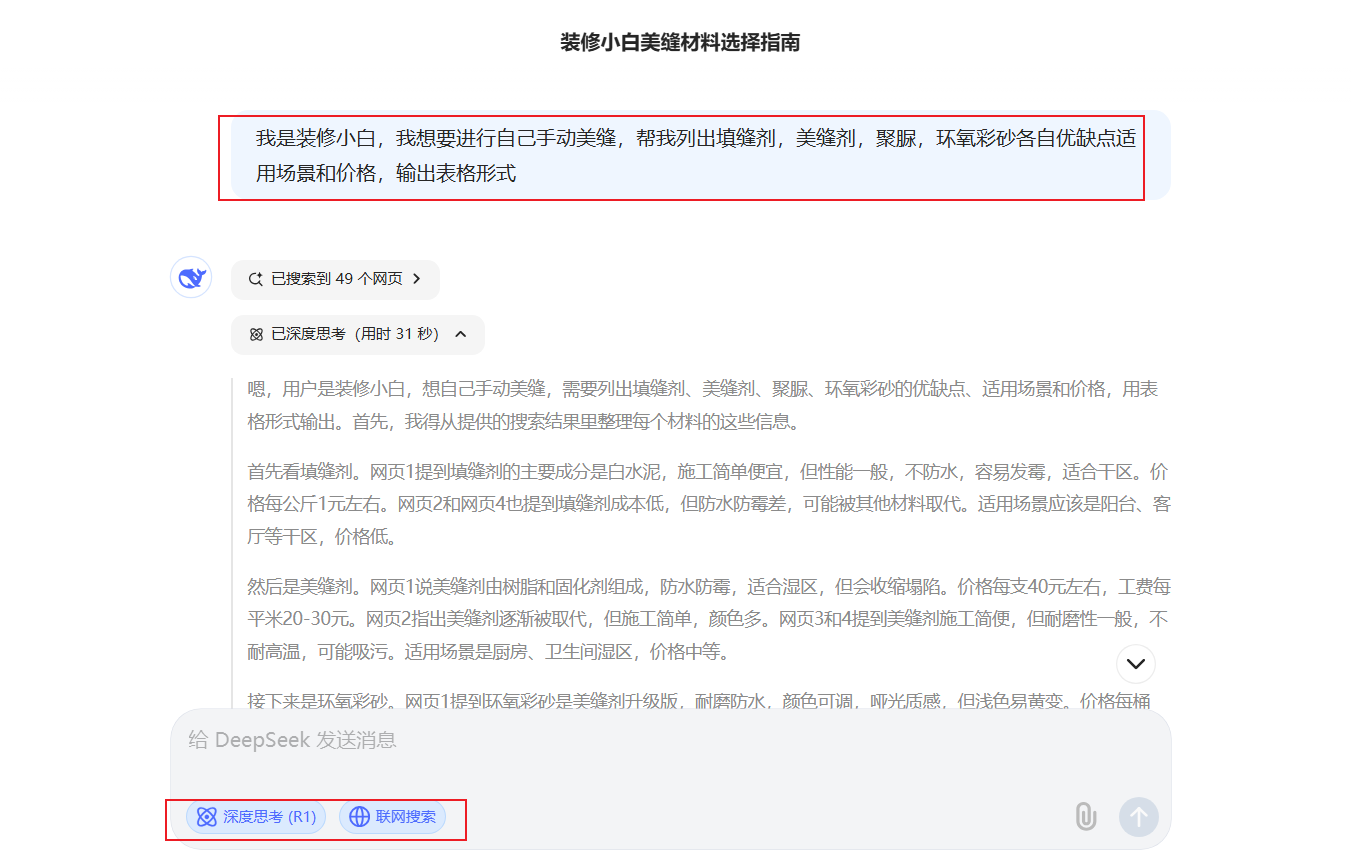 装修小白美缝材料选择指南
我是装修小白，我想要进行自己手动美缝，帮我列出填缝剂，美缝剂，聚脲，环氧彩砂各自优缺点适
用场景和价格，输出表格形式
已搜索到 49 个网页
已深度思考（用时 31 秒）
嗯，用户是装修小白，想自己手动美缝，需要列出填缝剂、美缝剂、聚脲、环氧彩砂的优缺点、适用场景和价格，用表
格形式输出。首先，我得从提供的搜索结果里整理每个材料的这些信息。
首先看填缝剂。网页1提到填缝剂的主要成分是白水泥，施工简单便宜，但性能一般，不防水，容易发霉，适合干区。价
格每公斤1元左右。网页2和网页4也提到填缝剂成本低，但防水防霉差，可能被其他材料取代。适用场景应该是阳台、客
厅等干区，价格低。
然后是美缝剂。网页1说美缝剂由树脂和固化剂组成，防水防霉，适合湿区，但会收缩塌陷。价格每支40元左右，工费每
平米20-30元。网页2指出美缝剂逐渐被取代，但施工简单，颜色多。网页3和4提到美缝剂施工简便，但耐磨性一般，不
耐高温，可能吸污。适用场景是厨房、卫生间湿区，价格中等。
接下来是环氧彩砂。网页1提到环氧彩砂是美缝剂升级版，耐磨防水，颜色可调，哑光质感，但浅色易黄变。价格每桶
给 DeepSeek 发送消息
深度思考 (R1)
联网搜索